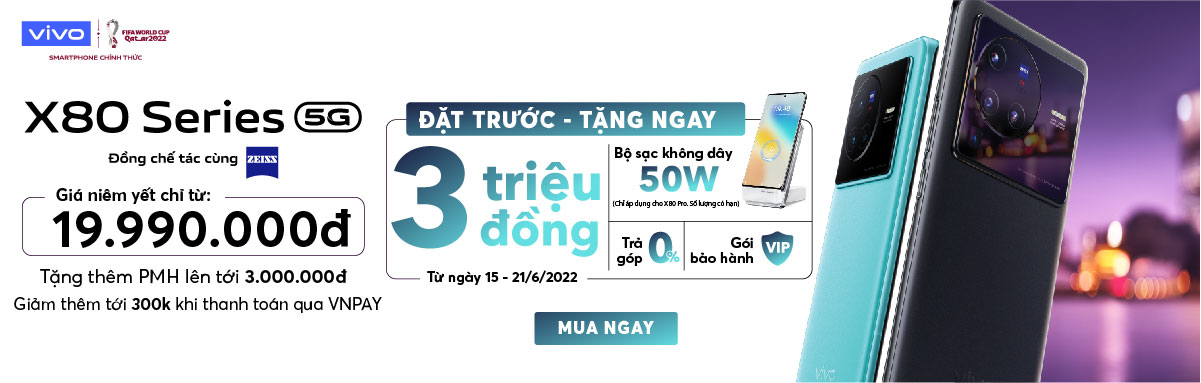 vivo
FIFA WORLD CUP
Qatar2022
SMARTPHONE CHÍNH THỨC
X80 Series 5G
Đồng chế tác cùng ZEISS
Giá niêm yết chỉ từ:
19.990.000đ
Tặng thêm PMH lên tới 3.000.000đ
Giảm thêm tới 300k khi thanh toán qua VNPAY
ĐẶT TRƯỚC - TẶNG NGAY
3 triệu
đồng
Bộ sạc không dây
50W
(Chỉ áp dụng cho X80 Pro. Số lượng có hạn)
Trả
góp
0%
Gói
bảo hành
VIP
Từ ngày 15 - 21/6/2022
MUA NGAY
ZEISS
vivo